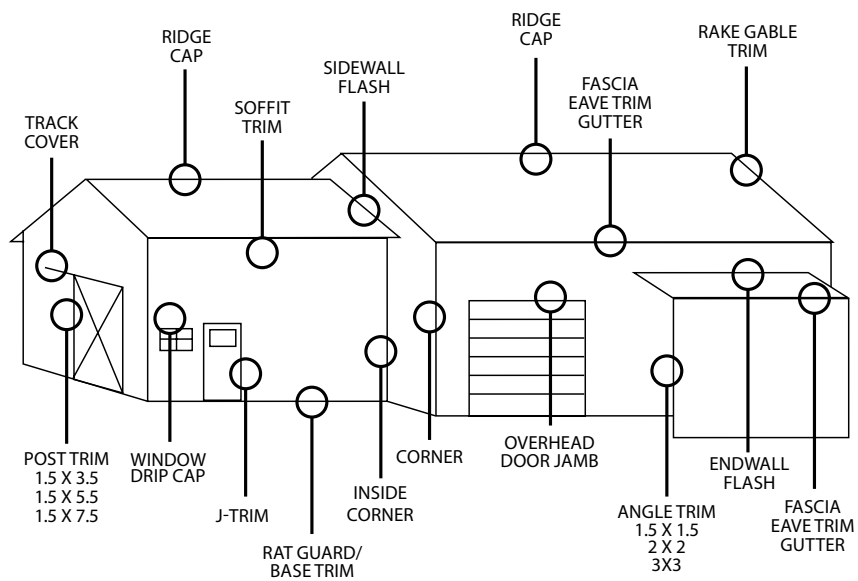 RIDGE
CAP
RIDGE
CAP
RAKE GABLE
TRIM
SIDEWALL
FLASH
FASCIA
EAVE TRIM
GUTTER
SOFFIT
TRIM
TRACK
COVER
POST TRIM
1.5 X 3.5
1.5 X 5.5
1.5 X 7.5
WINDOW
DRIP CAP
J-TRIM
RAT GUARD/
BASE TRIM
INSIDE
CORNER
CORNER
OVERHEAD
DOOR JAMB
ANGLE TRIM
1.5 X 1.5
2 X 2
3X3
ENDWALL
FLASH
FASCIA
EAVE TRIM
GUTTER